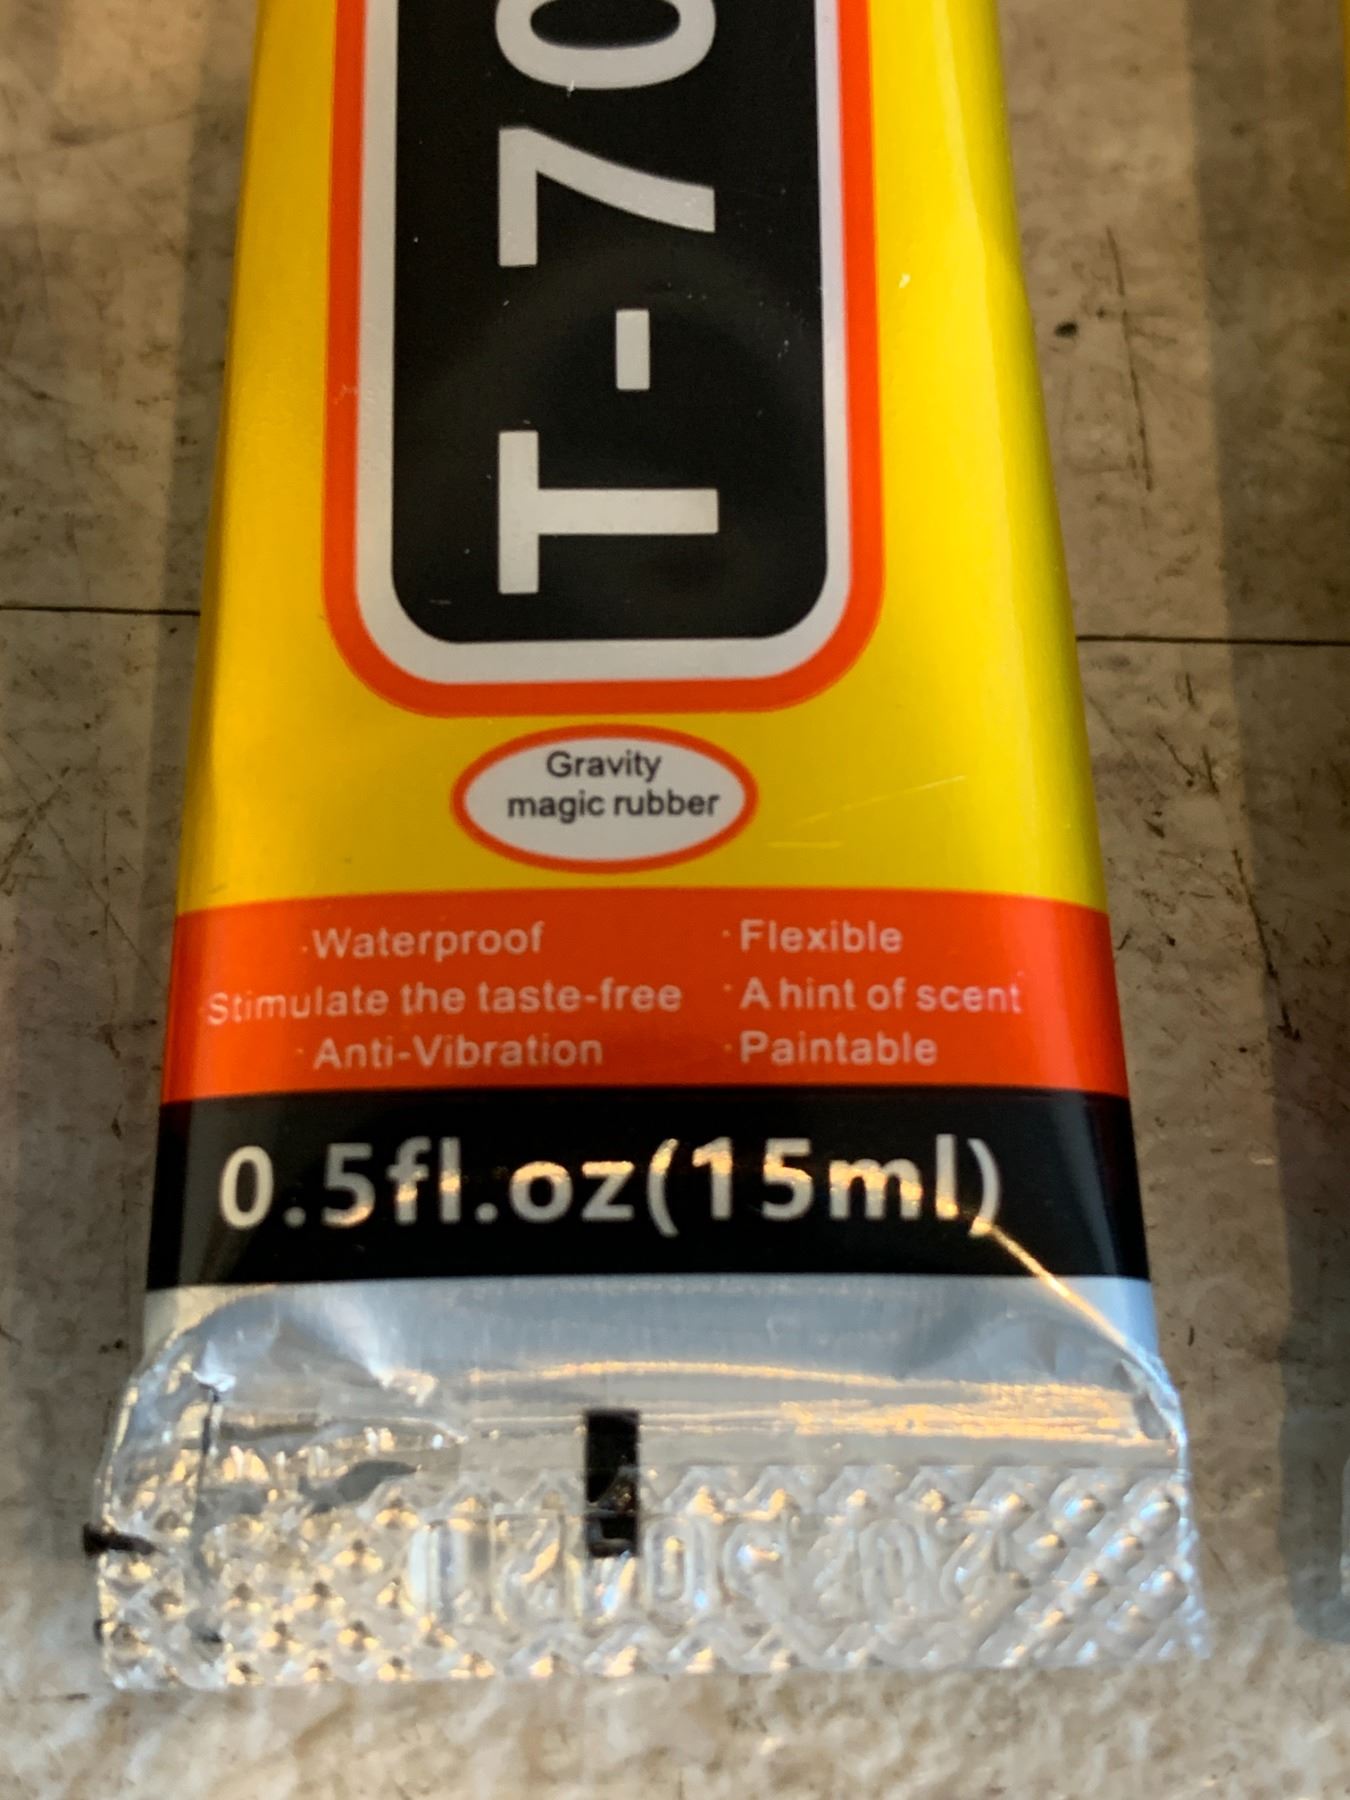 T-70
Gravity
magic rubber
·Waterproof
Stimulate the taste-free
·Anti-Vibration
·Flexible
·A hint of scent
·Paintable
0.5fl.oz(15ml)